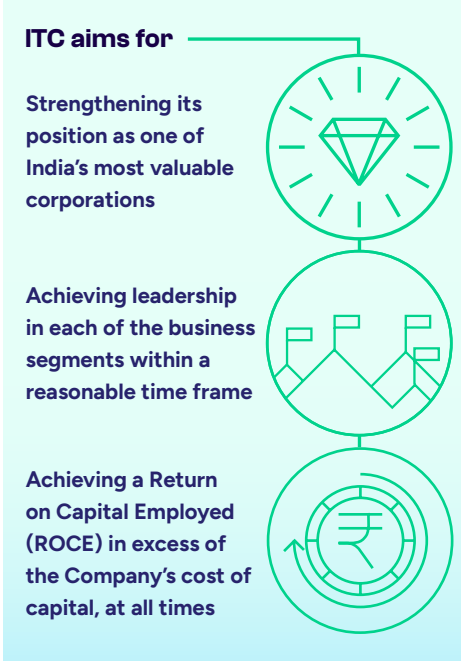 ITC aims for
Strengthening its
position as one of
India’s most valuable
corporations
Achieving leadership
in each of the business
segments within a
reasonable time frame
Achieving a Return
on Capital Employed
(ROCE) in excess of
the Company’s cost of
capital, at all times
₹